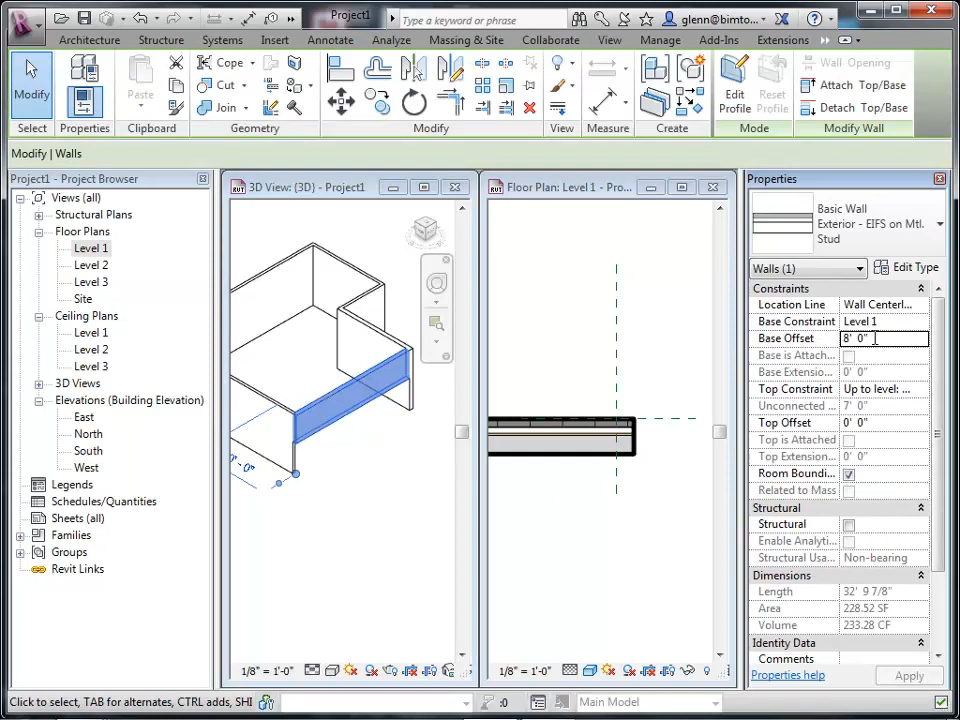 Project1
Type a keyword or phrase
glenn@bimto...
Architecture Structure Systems Insert Annotate Analyze Massing & Site Collaborate View Manage Add-Ins Extensions
Modify
Paste
Cope
Cut
Join
Edit Profile
Reset Profile
Wall Opening
Attach Top/Base
Detach Top/Base
Select Properties Clipboard Geometry Modify View Measure Create Mode Modify Wall
Modify | Walls
Project1 - Project Browser
Views (all)
Structural Plans
Floor Plans
Level 1
Level 2
Level 3
Site
Ceiling Plans
Level 1
Level 2
Level 3
3D Views
Elevations (Building Elevation)
East
North
South
West
Legends
Schedules/Quantities
Sheets (all)
Families
Groups
Revit Links
3D View: {3D} - Project1
1/8" = 1'-0"
Floor Plan: Level 1 - Pro...
1/8" = 1'-0"
Properties
Basic Wall
Exterior - EIFS on Mtl.
Stud
Walls (1)
Edit Type
Constraints
Location Line Wall Centerl...
Base Constraint Level 1
Base Offset 8' 0"
Base is Attach...
Base Extensio... 0' 0"
Top Constraint Up to level: ...
Unconnected ... 7' 0"
Top Offset 0' 0"
Top is Attached
Top Extension... 0' 0"
Room Boundi...
Related to Mass
Structural
Structural
Enable Analyti...
Structural Usa... Non-bearing
Dimensions
Length 32' 9 7/8"
Area 228.52 SF
Volume 233.28 CF
Identity Data
Comments
Properties help
Apply
Click to select, TAB for alternates, CTRL adds, SHI
:0
Main Model